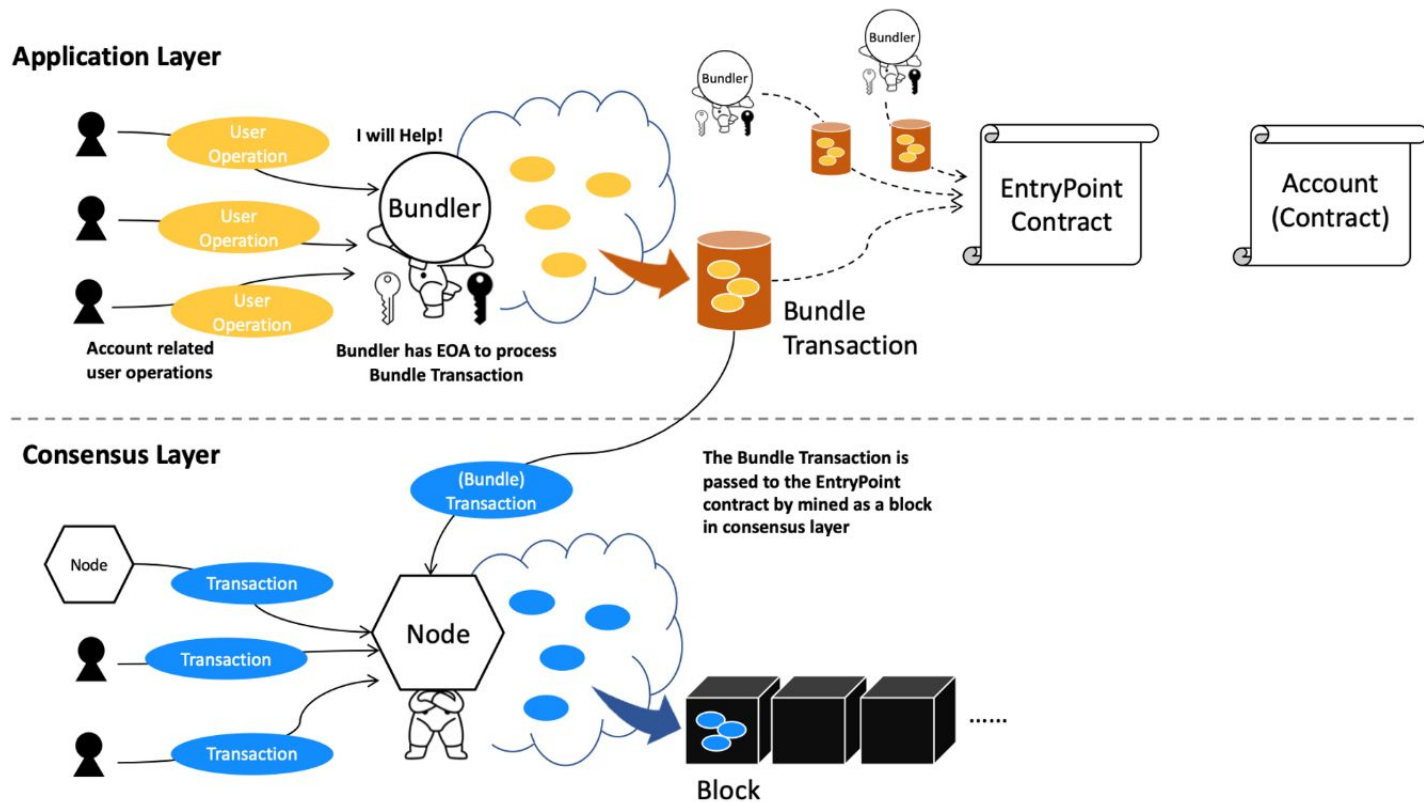 Application Layer
User
Operation
User
Operation
User
Operation
Account related
user operations
I will Help!
Bundler
Bundler has EOA to process
Bundle Transaction
Bundler
Bundler
Bundle
Transaction
EntryPoint
Contract
Account
(Contract)
Consensus Layer
(Bundle)
Transaction
The Bundle Transaction is
passed to the EntryPoint
contract by mined as a block
in consensus layer
Node
Transaction
Transaction
Transaction
Node
Block
......